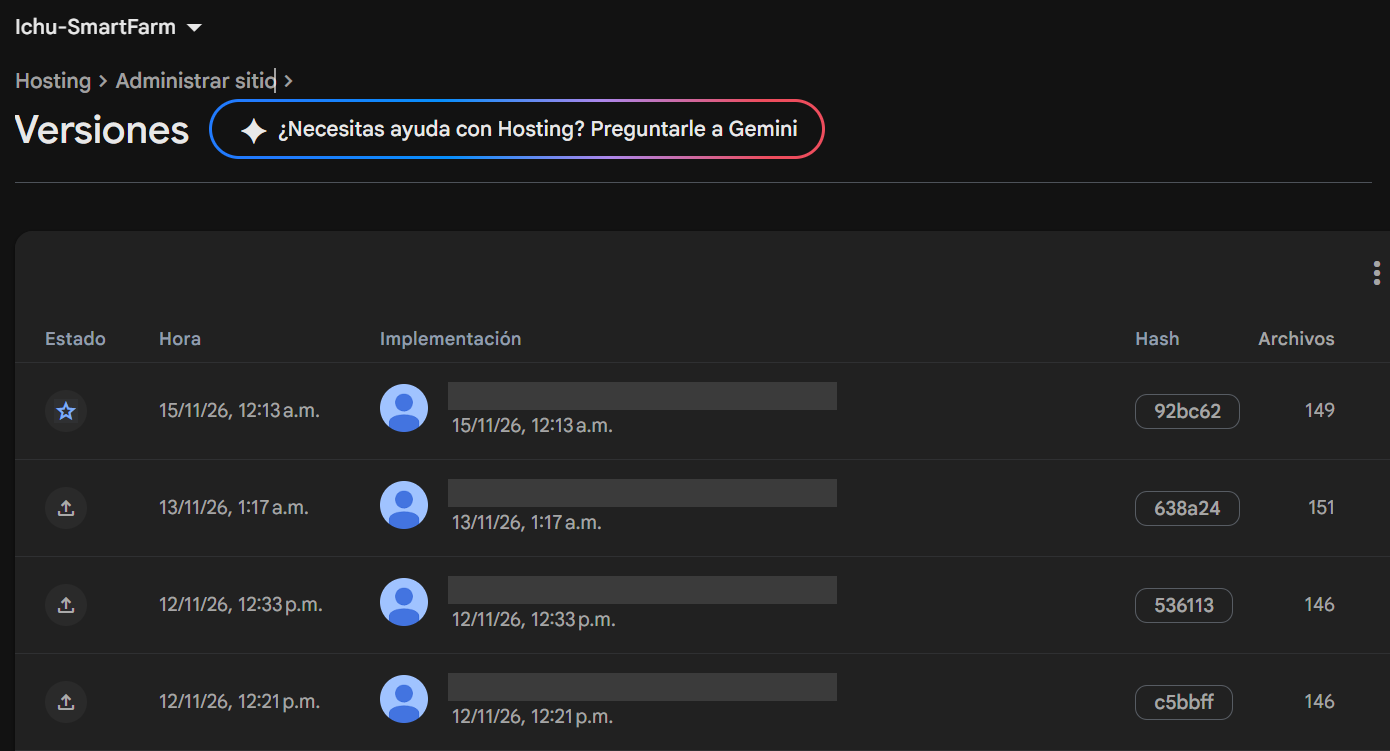 Ichu-SmartFarm
Hosting > Administrar sitio >
Versiones
¿Necesitas ayuda con Hosting? Preguntarle a Gemini
Estado Hora Implementación Hash Archivos
15/11/26, 12:13 a.m. 92bc62 149
15/11/26, 12:13 a.m.
13/11/26, 1:17 a.m. 638a24 151
13/11/26, 1:17 a.m.
12/11/26, 12:33 p.m. 536113 146
12/11/26, 12:33 p.m.
12/11/26, 12:21 p.m. c5bbff 146
12/11/26, 12:21 p.m.